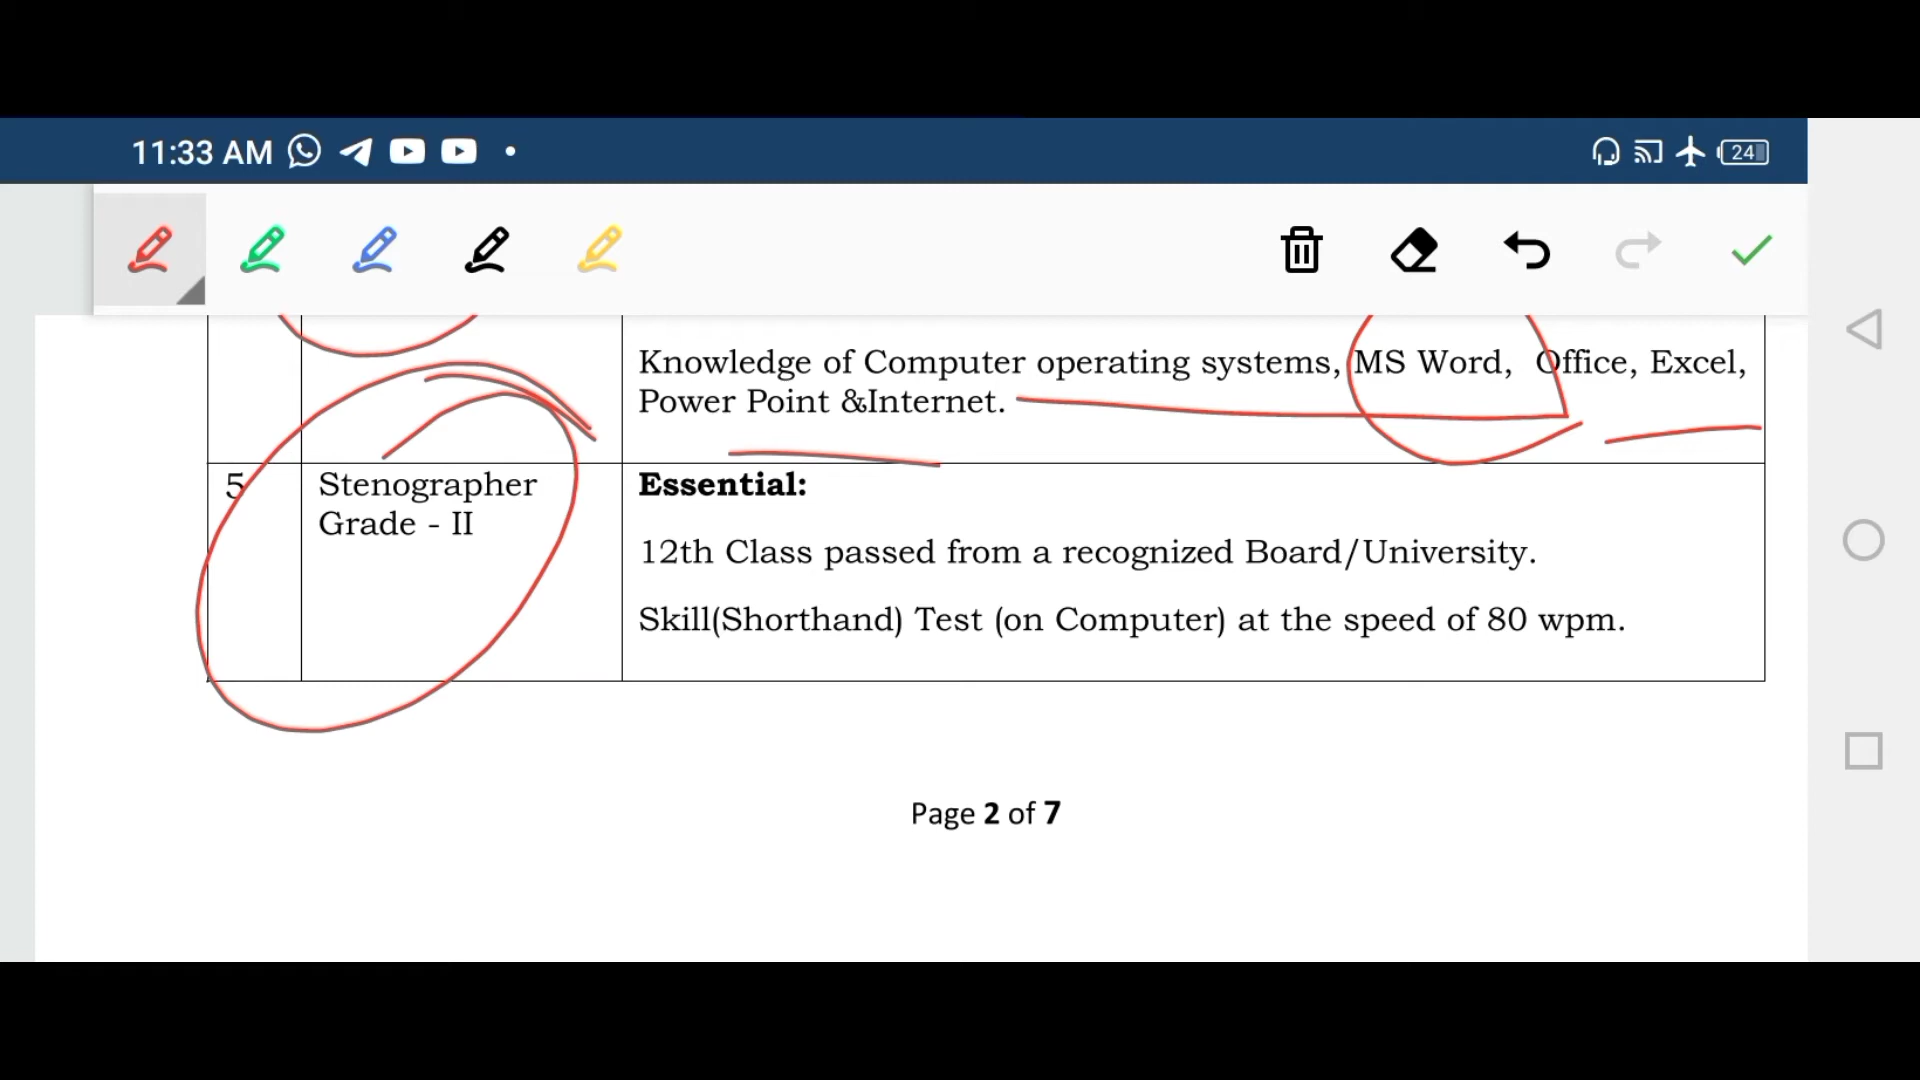 11:33 AM
24
Knowledge of Computer operating systems, MS Word, Office, Excel,
Power Point &Internet.
5 Stenographer Essential:
Grade - II
12th Class passed from a recognized Board/University.
Skill(Shorthand) Test (on Computer) at the speed of 80 wpm.
Page 2 of 7